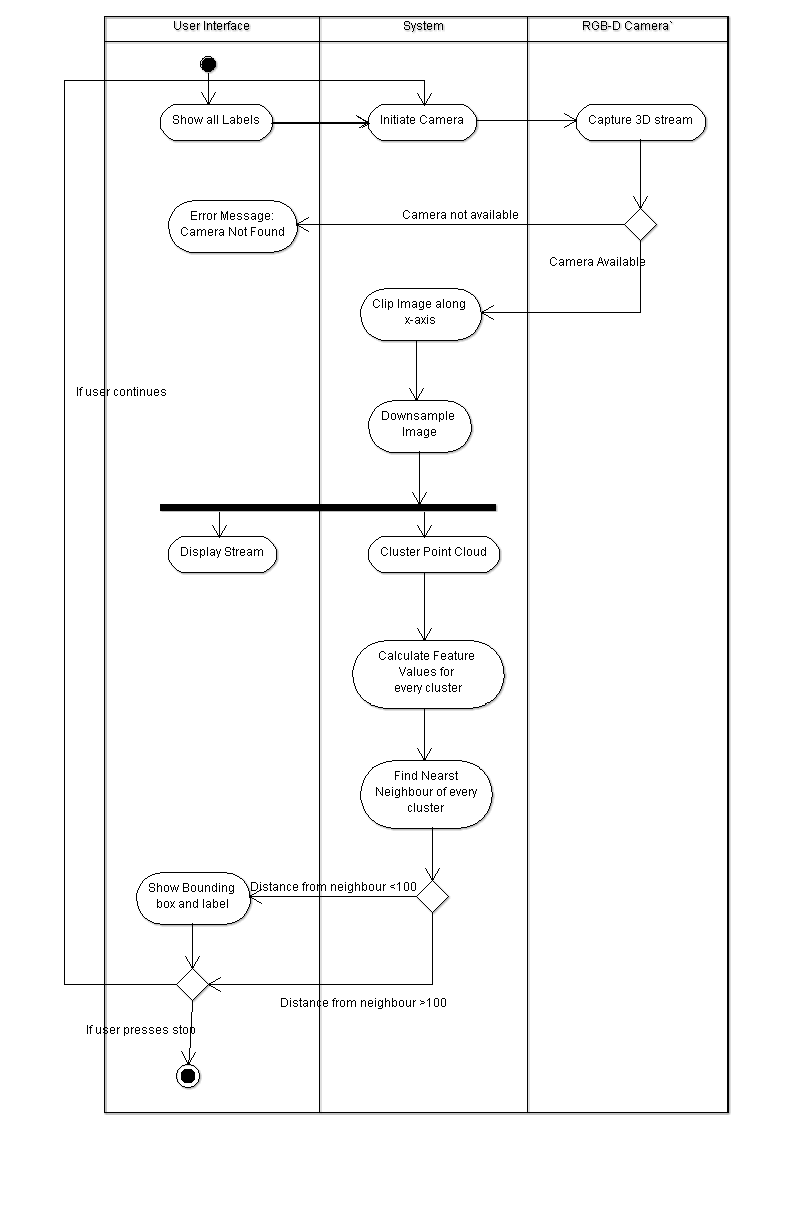 User Interface
System
RGB-D Camera`
Show all Labels
Initiate Camera
Capture 3D stream
Error Message:
Camera Not Found
Camera not available
Camera Available
Clip Image along
x-axis
If user continues
Downsample
Image
Display Stream
Cluster Point Cloud
Calculate Feature
Values for
every cluster
Find Nearst
Neighbour of every
cluster
Show Bounding
box and label
Distance from neighbour <100
Distance from neighbour >100
If user presses stop